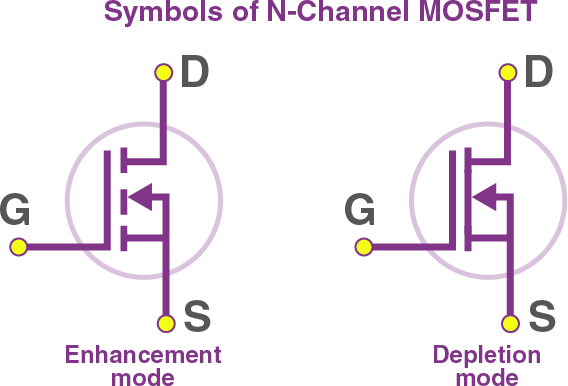 Symbols of N-Channel MOSFET
D
D
G
G
S
S
Enhancement
mode
Depletion
mode